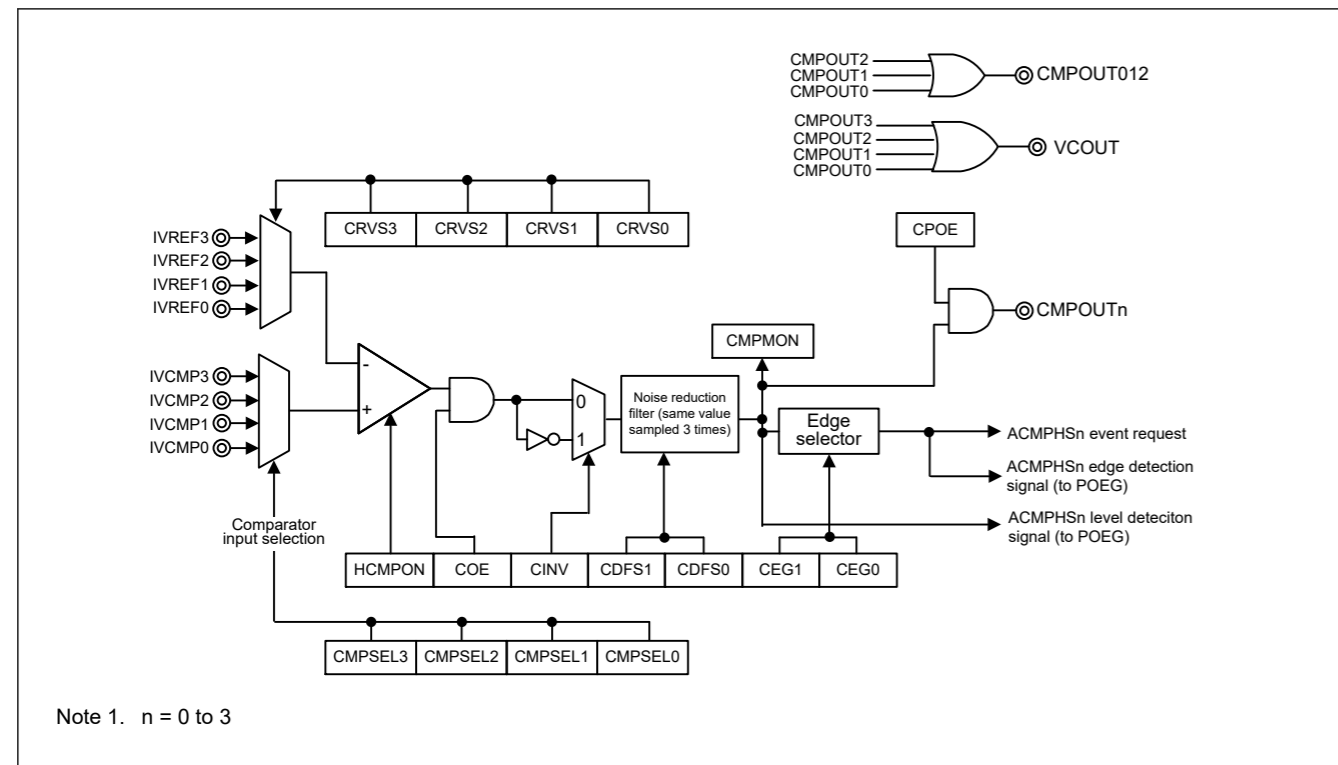 CMPOUT2
CMPOUT1
CMPOUT0
CMPOUT012
CMPOUT3
CMPOUT2
CMPOUT1
CMPOUT0
VCOUT
CRVS3 CRVS2 CRVS1 CRVS0
CPOE
IVREF3
IVREF2
IVREF1
IVREF0
CMPOUTn
CMPMON
IVCMP3
IVCMP2
IVCMP1
IVCMP0
-
+
0
1
Noise reduction
filter (same value
sampled 3 times)
Edge
selector
ACMPHSn event request
ACMPHSn edge detection
signal (to POEG)
ACMPHSn level deteciton
signal (to POEG)
Comparator
input selection
HCMPON COE CINV CDFS1 CDFS0 CEG1 CEG0
CMPSEL3 CMPSEL2 CMPSEL1 CMPSEL0
Note 1. n = 0 to 3